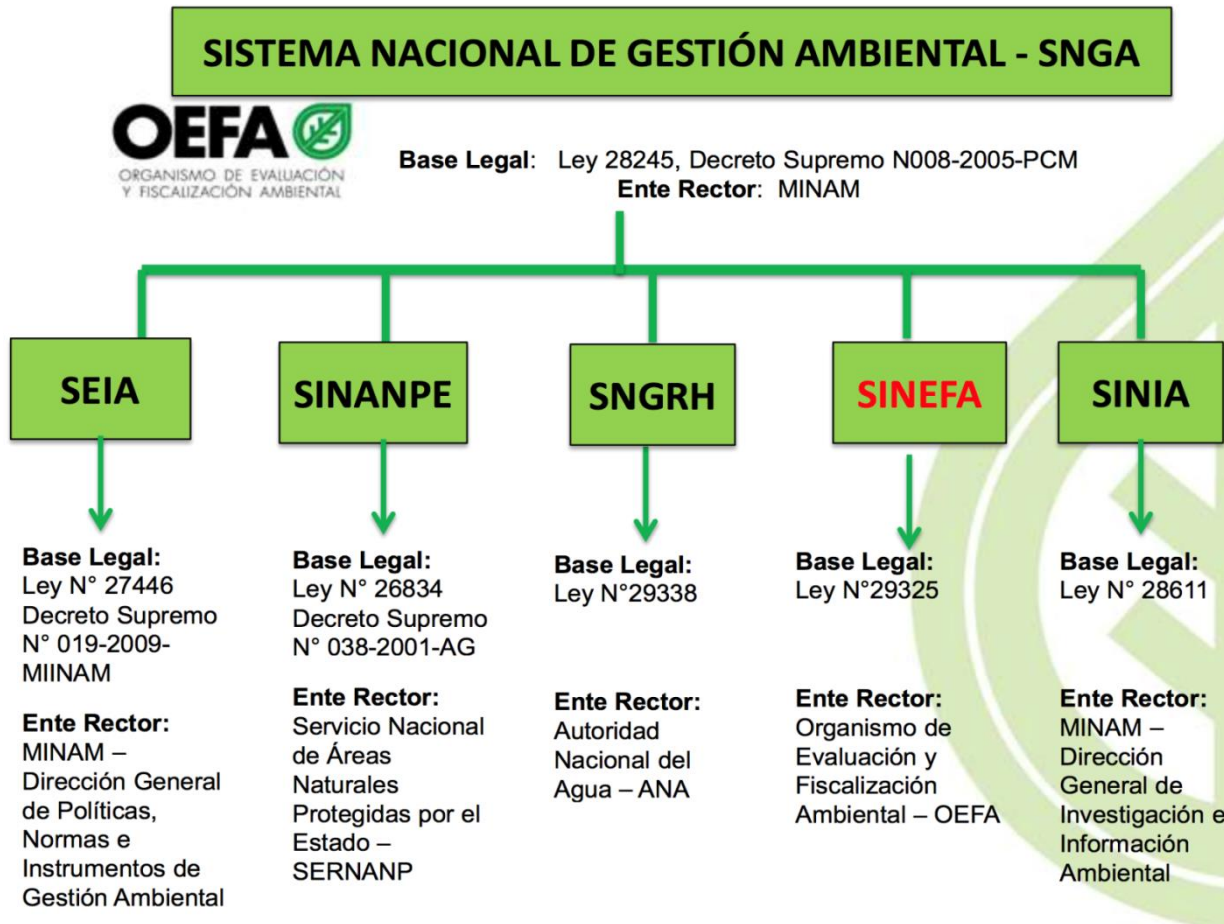 SISTEMA NACIONAL DE GESTIÓN AMBIENTAL - SNGA
OEFA
ORGANISMO DE EVALUACIÓN
Y FISCALIZACIÓN AMBIENTAL
Base Legal: Ley 28245, Decreto Supremo N008-2005-PCM
Ente Rector: MINAM
SEIA
SINANPE
SNGRH
SINEFA
SINIA
Base Legal:
Ley N° 27446
Decreto Supremo
N° 019-2009-
MIINAM
Ente Rector:
MINAM –
Dirección General
de Políticas,
Normas e
Instrumentos de
Gestión Ambiental
Base Legal:
Ley N° 26834
Decreto Supremo
N° 038-2001-AG
Ente Rector:
Servicio Nacional
de Áreas
Naturales
Protegidas por el
Estado –
SERNANP
Base Legal:
Ley N°29338
Ente Rector:
Autoridad
Nacional del
Agua – ANA
Base Legal:
Ley N°29325
Ente Rector:
Organismo de
Evaluación y
Fiscalización
Ambiental – OEFA
Base Legal:
Ley N° 28611
Ente Rector:
MINAM –
Dirección
General de
Investigación e
Información
Ambiental